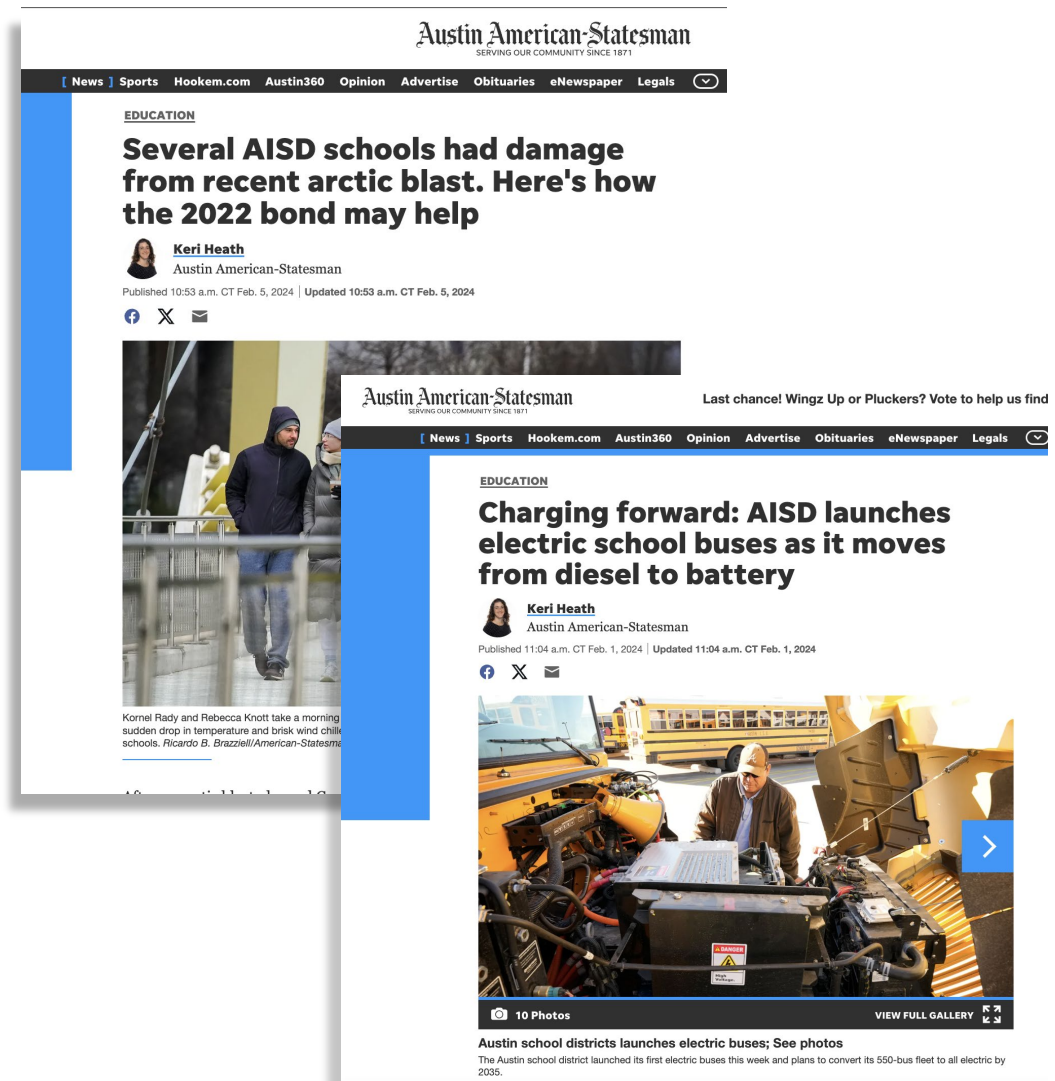 Austin American-Statesman
SERVING OUR COMMUNITY SINCE 1871
[ News ] Sports Hookem.com Austin360 Opinion Advertise Obituaries eNewspaper Legals
EDUCATION
Several AISD schools had damage
from recent arctic blast. Here's how
the 2022 bond may help
Keri Heath
Austin American-Statesman
Published 10:53 a.m. CT Feb. 5, 2024 | Updated 10:53 a.m. CT Feb. 5, 2024
Kornel Rady and Rebecca Knott take a morning
sudden drop in temperature and brisk wind
schools. Ricardo B. Brazziell/American-
Austin American-Statesman
SERVING OUR COMMUNITY SINCE 1871
Last chance! Wingz Up or Pluckers? Vote to help us find
[ News ] Sports Hookem.com Austin360 Opinion Advertise Obituaries eNewspaper Legals
EDUCATION
Charging forward: AISD launches
electric school buses as it moves
from diesel to battery
Keri Heath
Austin American-Statesman
Published 11:04 a.m. CT Feb. 1, 2024 | Updated 11:04 a.m. CT Feb. 1, 2024
DANGER
High
Voltage.
10 Photos
VIEW FULL GALLERY
Austin school districts launches electric buses; See photos
The Austin school district launched its first electric buses this week and plans to convert its 550-bus fleet to all electric by
2035.